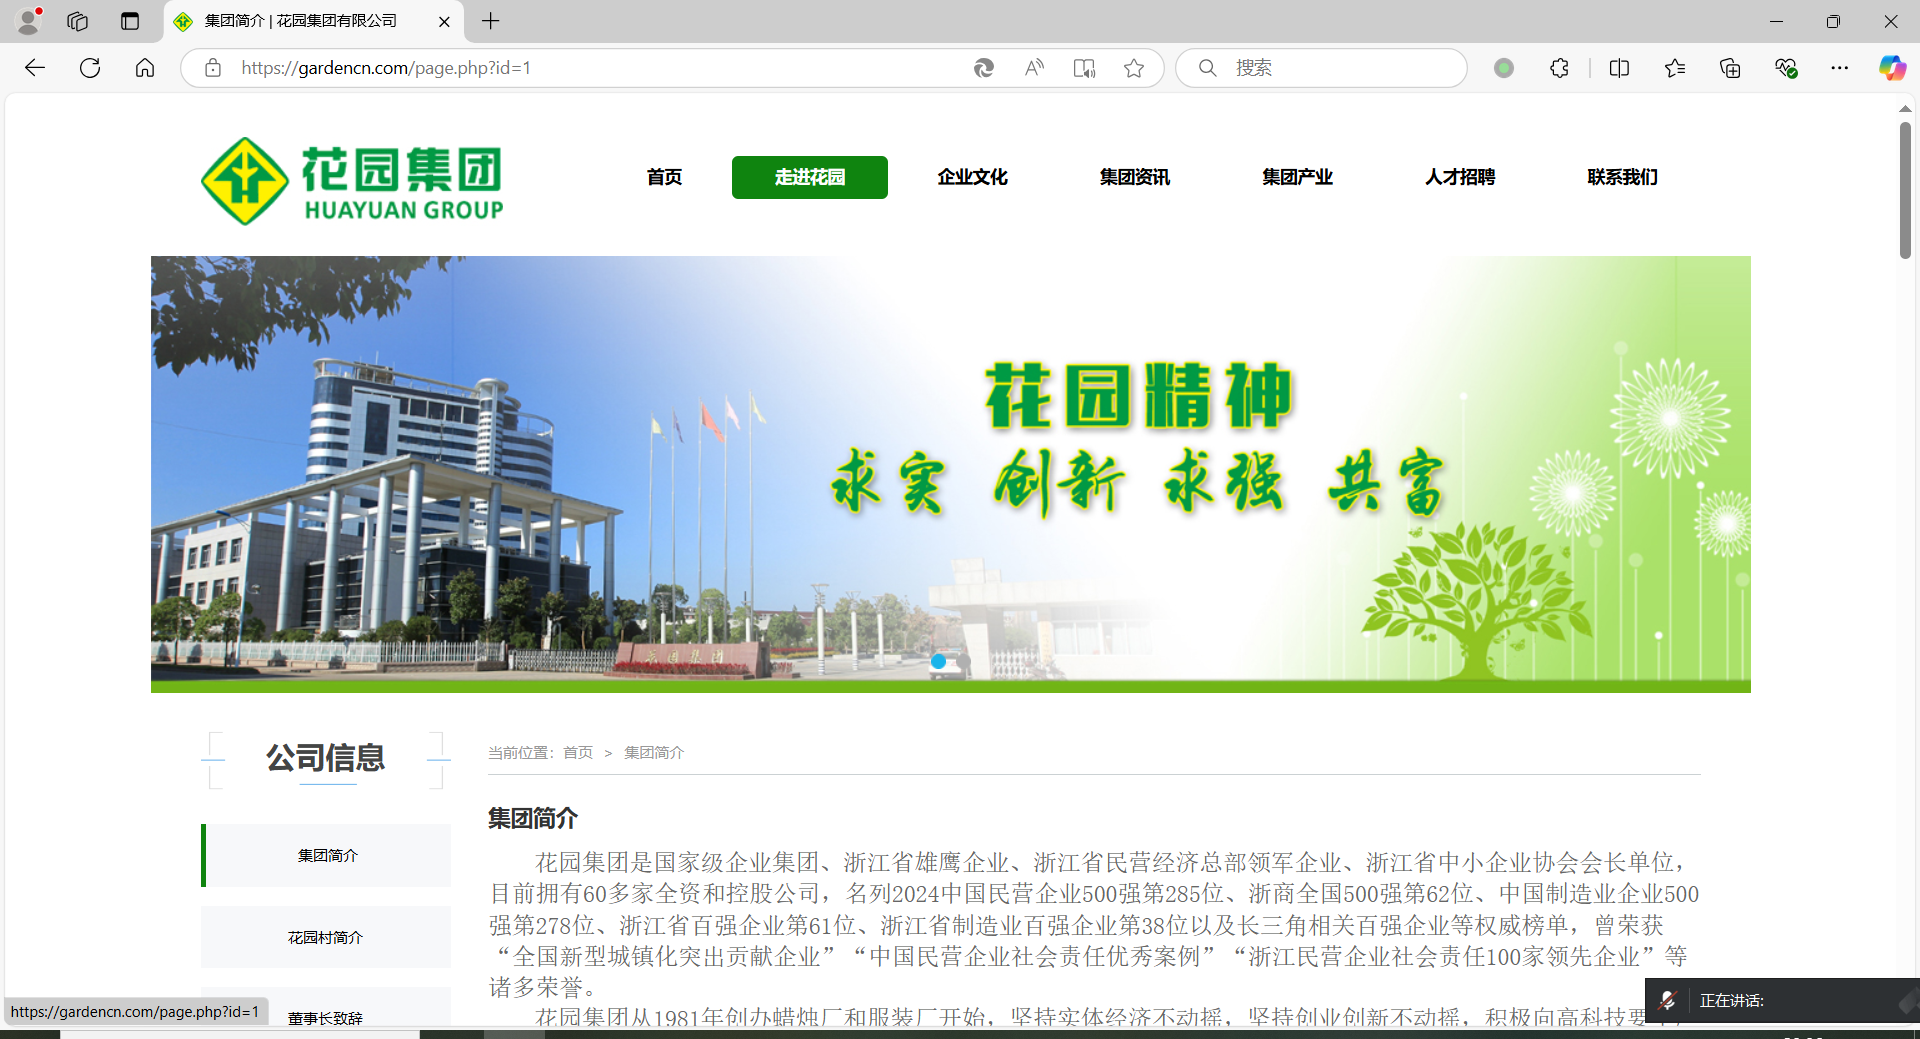 集团简介 | 花园集团有限公司
https://gardencn.com/page.php?id=1
搜索
花园集团
HUAYUAN GROUP
首页 走进花园 企业文化 集团资讯 集团产业 人才招聘 联系我们
花园精神
求实 创新 求强 共富
花园集团
公司信息
当前位置：首页 > 集团简介
集团简介
集团简介
花园村简介
董事长致辞
花园集团是国家级企业集团、浙江省雄鹰企业、浙江省民营经济总部领军企业、浙江省中小企业协会会长单位，
目前拥有60多家全资和控股公司，名列2024中国民营企业500强第285位、浙商全国500强第62位、中国制造业企业500
强第278位、浙江省百强企业第61位、浙江省制造业百强企业第38位以及长三角相关百强企业等权威榜单，曾荣获
“全国新型城镇化突出贡献企业”“中国民营企业社会责任优秀案例”“浙江民营企业社会责任100家领先企业”等
诸多荣誉。
花园集团从1981年创办蜡烛厂和服装厂开始，坚持实体经济不动摇，坚持创业创新不动摇，积极向高科技要
https://gardencn.com/page.php?id=1
正在讲话: